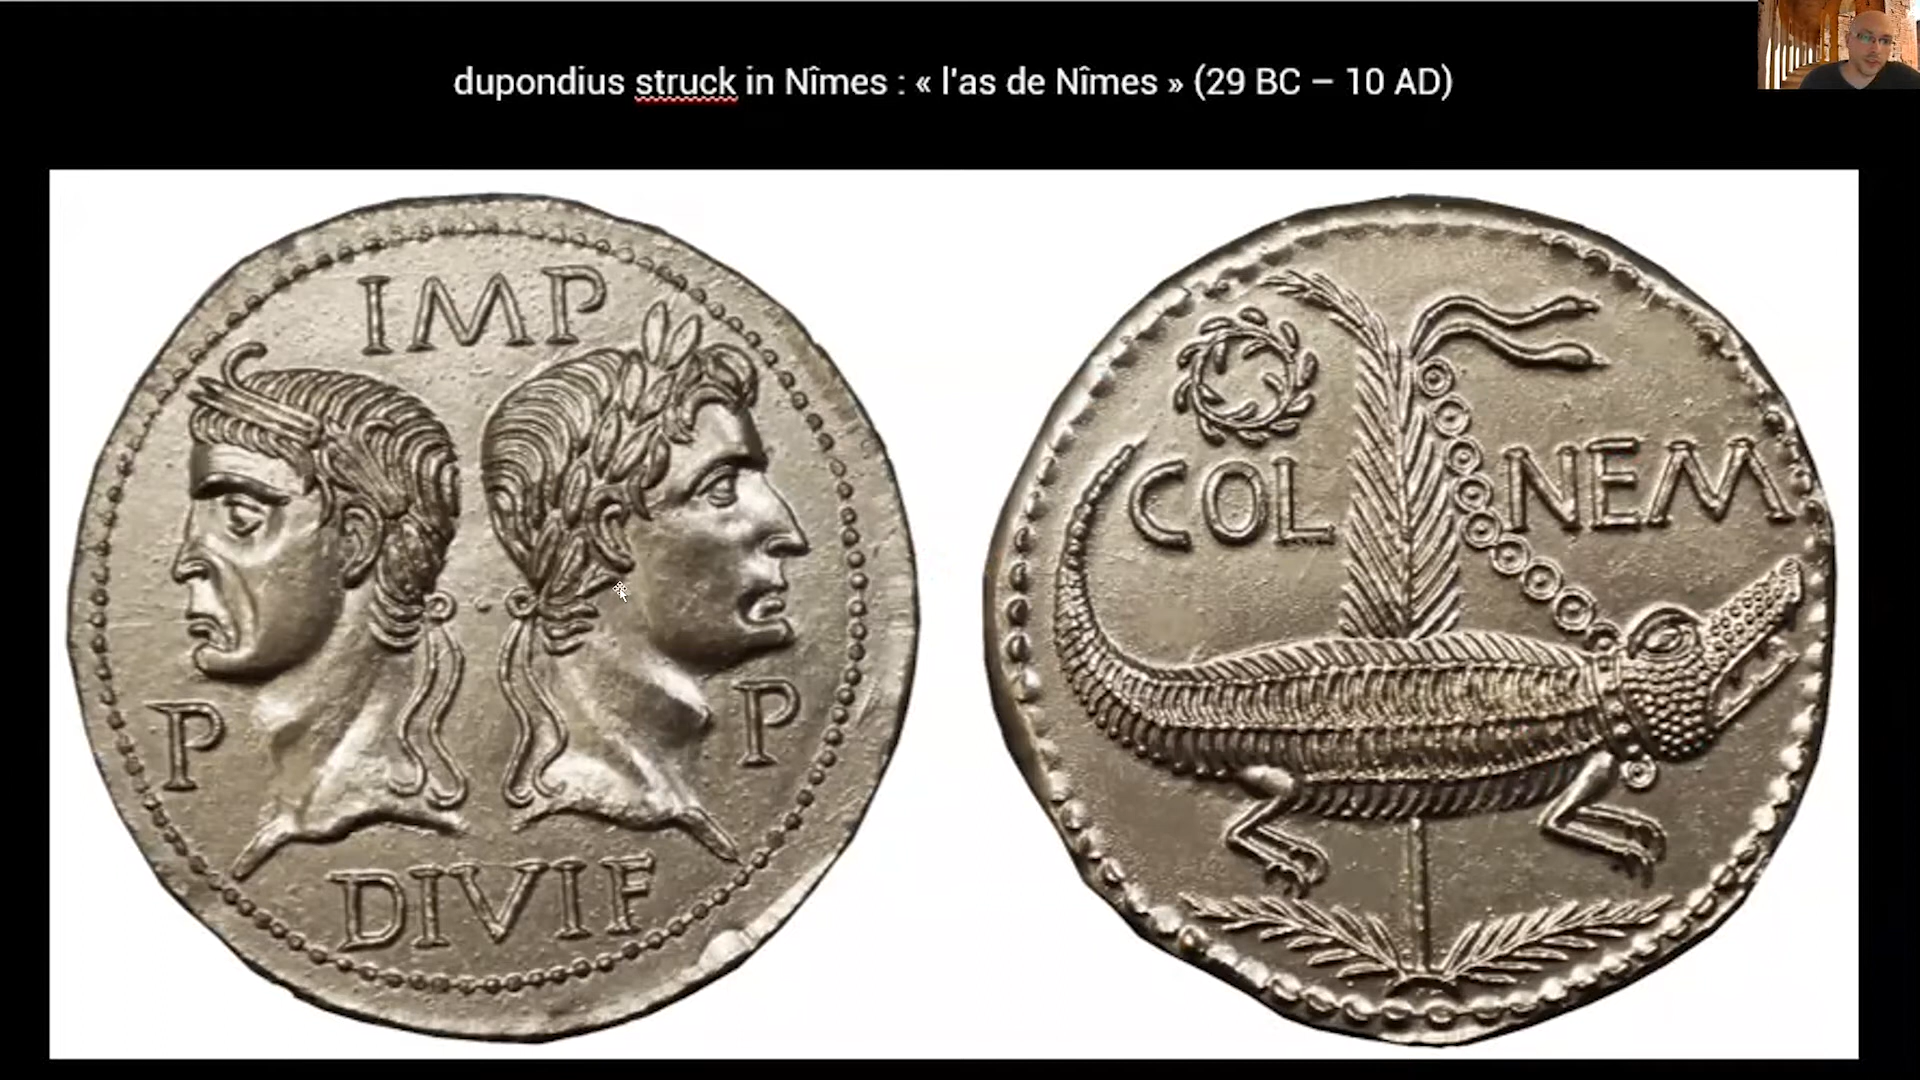 dupondius struck in Nîmes : « l'as de Nîmes » (29 BC – 10 AD)
IMP
P P
DIVI F
COL NEM